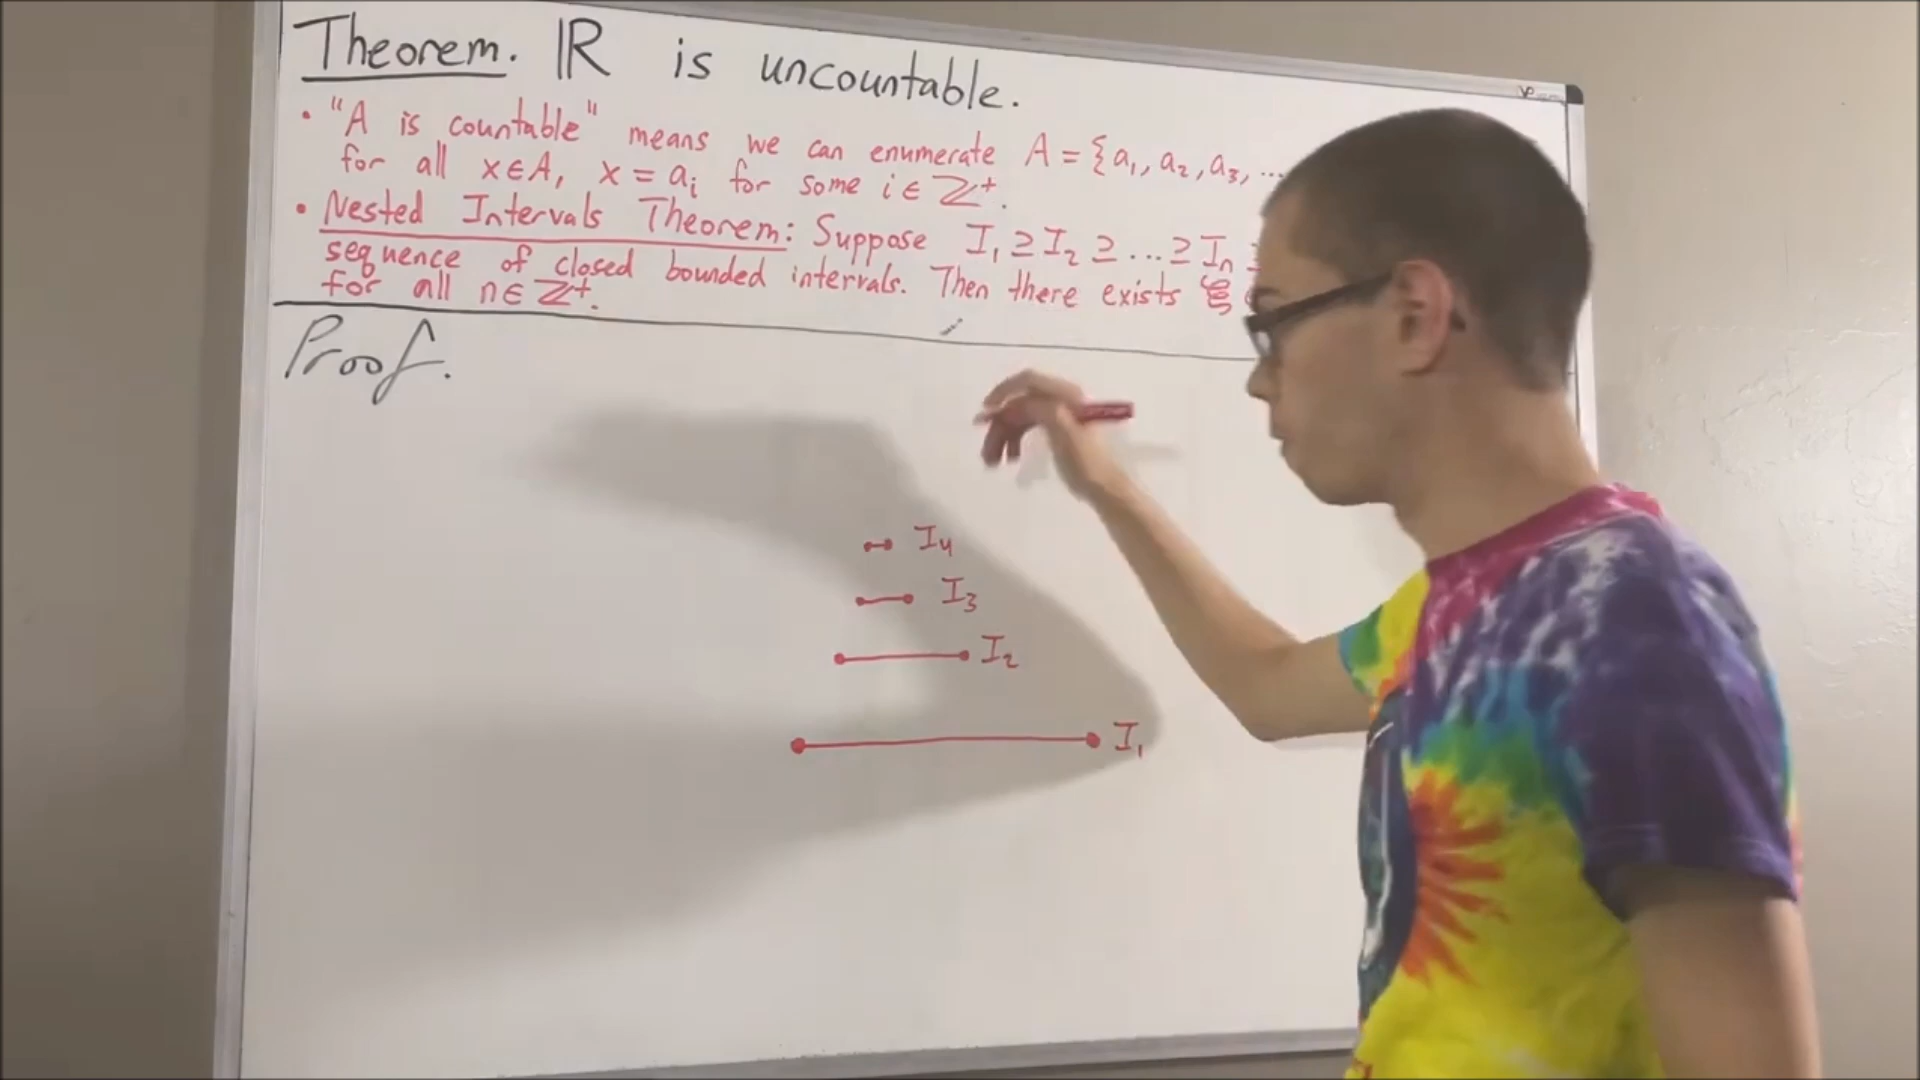 Theorem. ℝ is uncountable.
• "A is countable" means we can enumerate A = {a₁, a₂, a₃, ...
for all x∈A, x = aᵢ for some i∈ℤ⁺.
• Nested Intervals Theorem: Suppose I₁ ⊇ I₂ ⊇ ... ⊇ Iₙ
sequence of closed bounded intervals. Then there exists ξ
for all n∈ℤ⁺.
Proof.
I₄
I₃
I₂
I₁